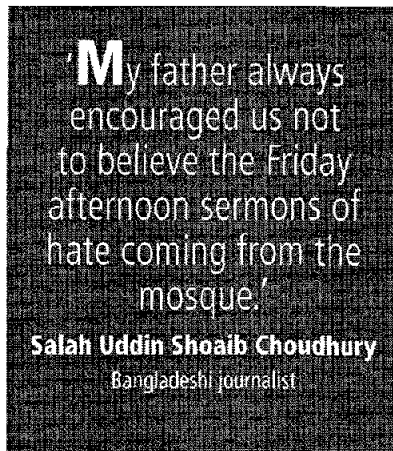 'My father always
encouraged us not
to believe the Friday
afternoon sermons of
hate coming from the
mosque.'
Salah Uddin Shoaib Choudhury
Bangladeshi journalist